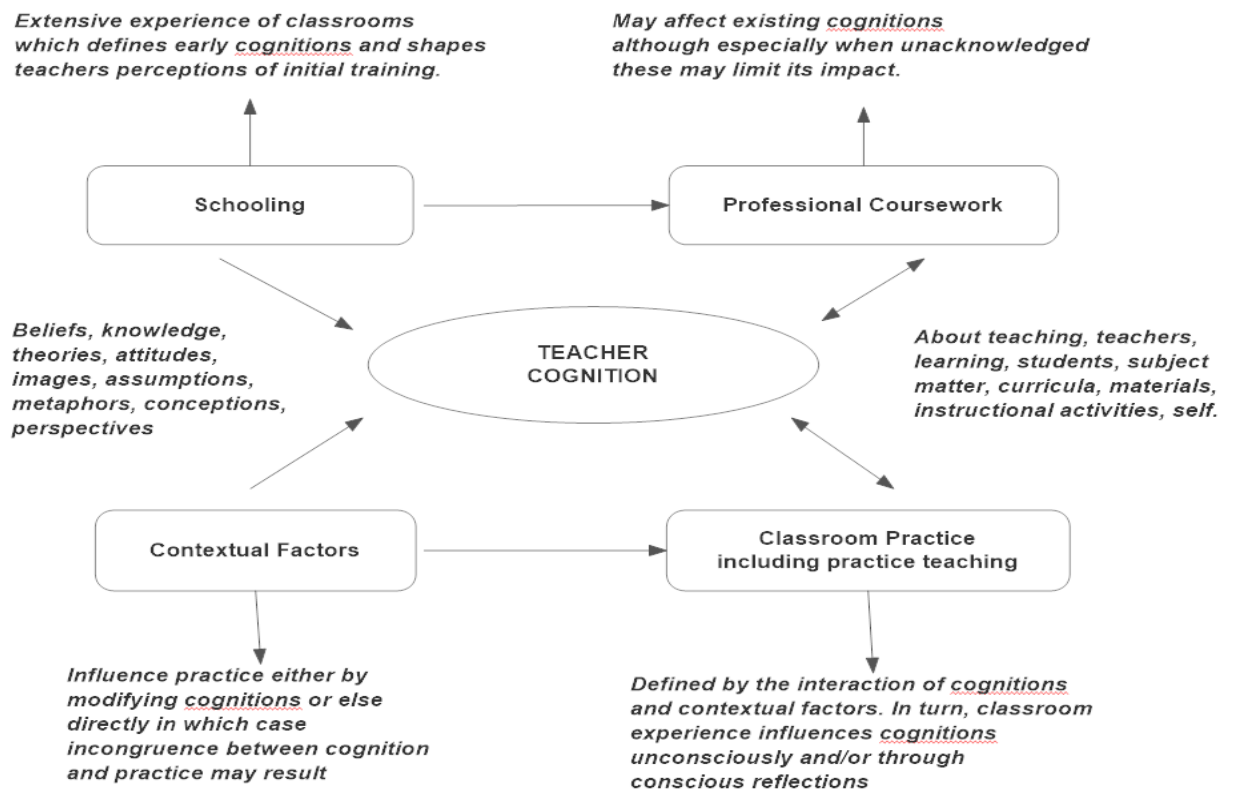 Extensive experience of classrooms
which defines early cognitions and shapes
teachers perceptions of initial training.
May affect existing cognitions
although especially when unacknowledged
these may limit its impact.
Schooling
Professional Coursework
Beliefs, knowledge,
theories, attitudes,
images, assumptions,
metaphors, conceptions,
perspectives
TEACHER
COGNITION
About teaching, teachers,
learning, students, subject
matter, curricula, materials,
instructional activities, self.
Contextual Factors
Classroom Practice
including practice teaching
Influence practice either by
modifying cognitions or else
directly in which case
incongruence between cognition
and practice may result
Defined by the interaction of cognitions
and contextual factors. In turn, classroom
experience influences cognitions
unconsciously and/or through
conscious reflections